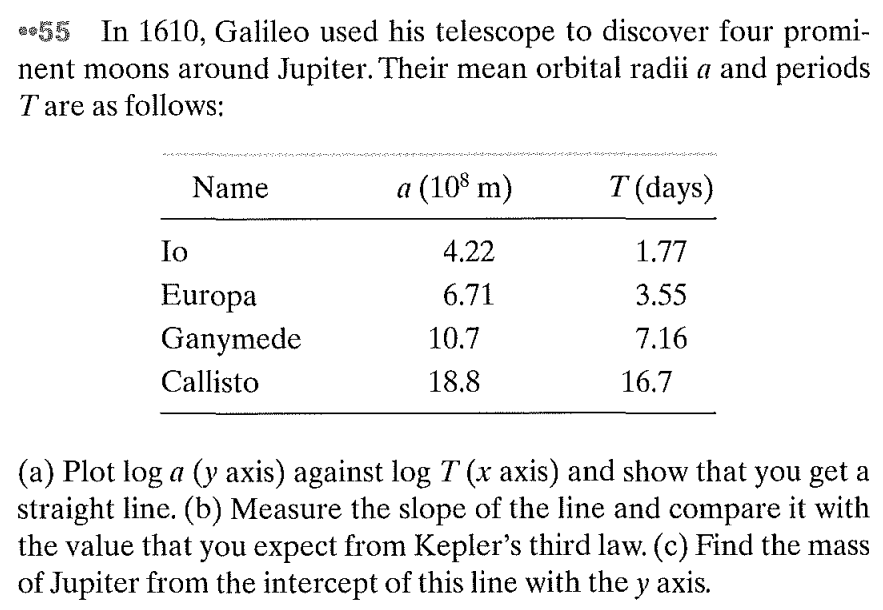 ••55 In 1610, Galileo used his telescope to discover four promi-
nent moons around Jupiter. Their mean orbital radii a and periods
T are as follows:
Name a (10⁸ m) T (days)
Io 4.22 1.77
Europa 6.71 3.55
Ganymede 10.7 7.16
Callisto 18.8 16.7
(a) Plot log a (y axis) against log T (x axis) and show that you get a
straight line. (b) Measure the slope of the line and compare it with
the value that you expect from Kepler's third law. (c) Find the mass
of Jupiter from the intercept of this line with the y axis.